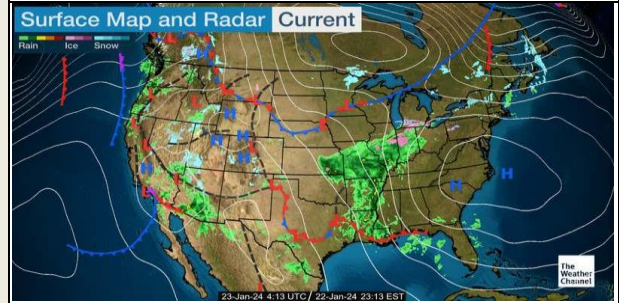 Surface Map and Radar Current
Rain Ice Snow
H
L
H
H
H
H
H
L
L
L
L
H
H
L
L
The
Weather
Channel
23-Jan-24 4:13 UTC / 22-Jan-24 23:13 EST